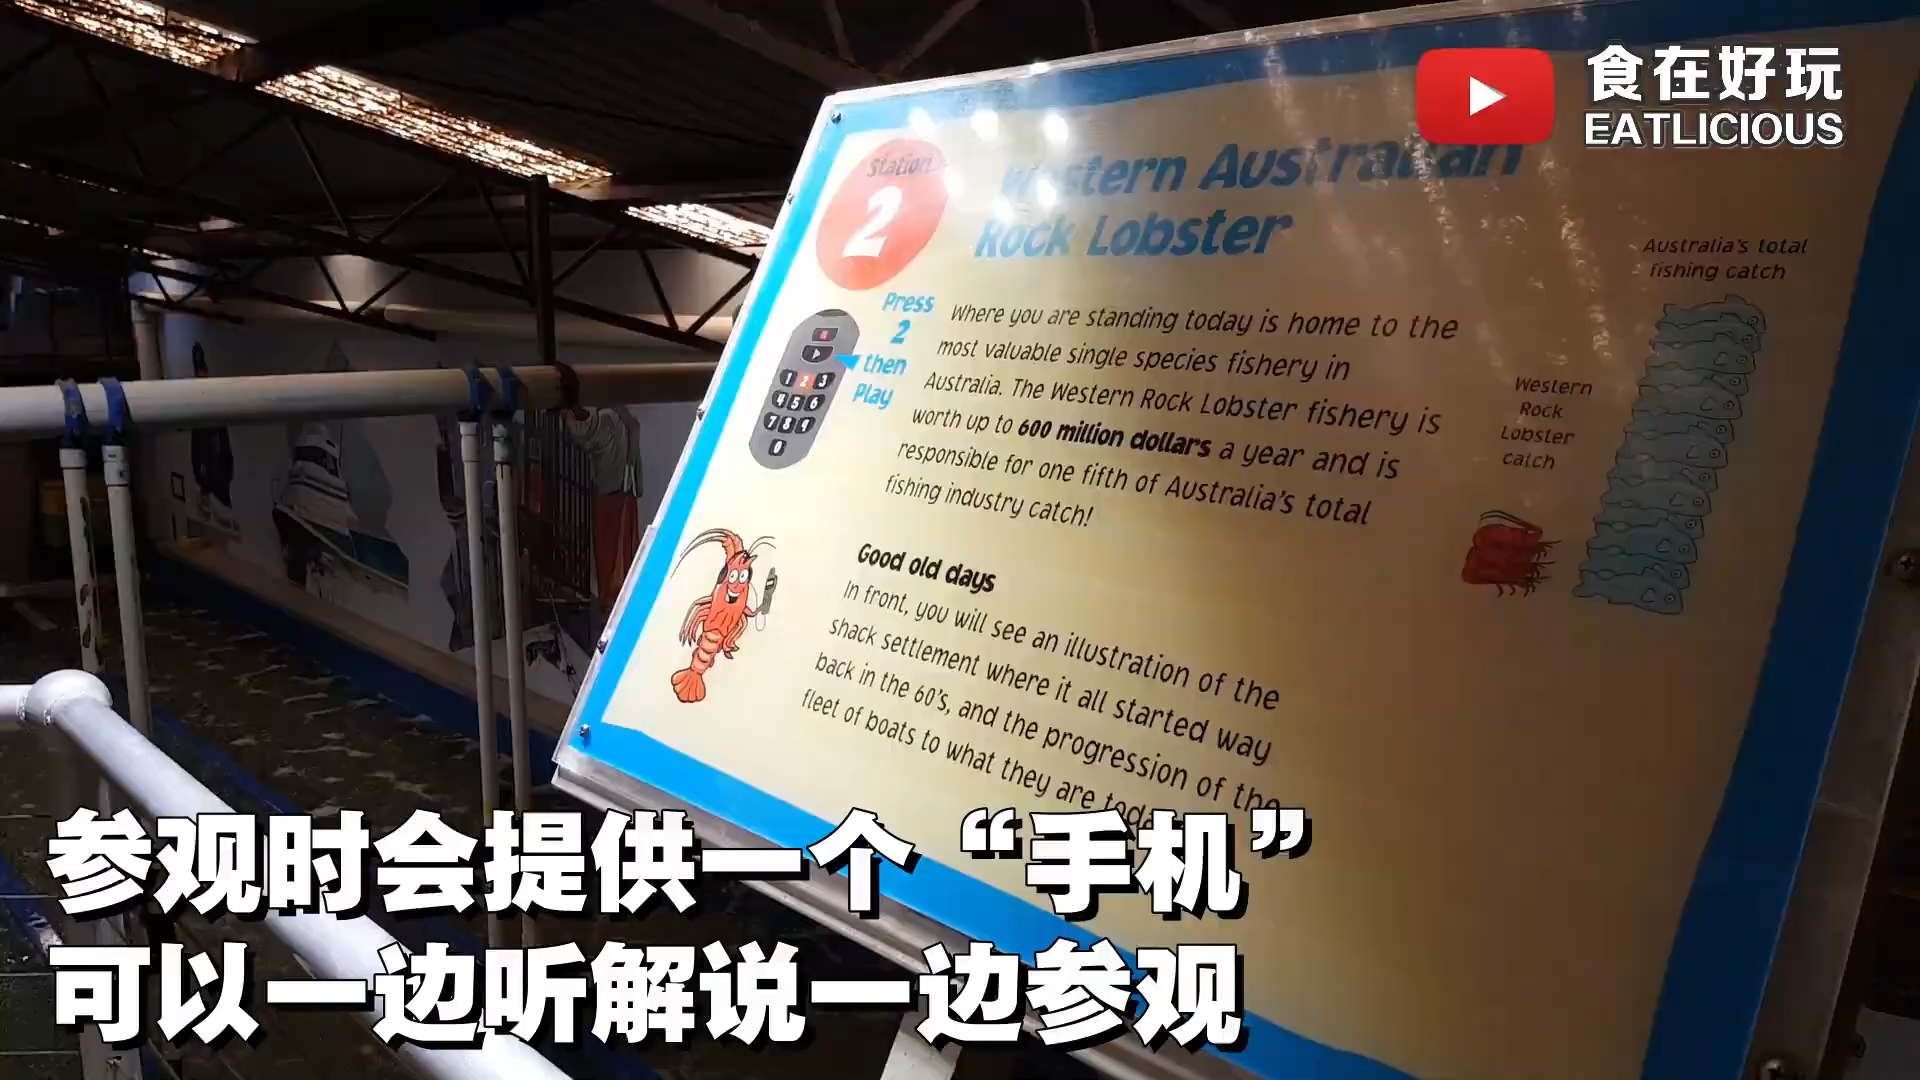 食在好玩
EATLICIOUS
Station
2
Western Australian
Rock Lobster
Press
2
then
Play
1 2 3
4 5 6
7 8 9
0
Where you are standing today is home to the
most valuable single species fishery in
Australia. The Western Rock Lobster fishery is
worth up to 600 million dollars a year and is
responsible for one fifth of Australia's total
fishing industry catch!
Australia's total
fishing catch
Western
Rock
Lobster
catch
Good old days
In front, you will see an illustration of the
shack settlement where it all started way
back in the 60's, and the progression of the
fleet of boats to what they are
参观时会提供一个“手机”
可以一边听解说一边参观